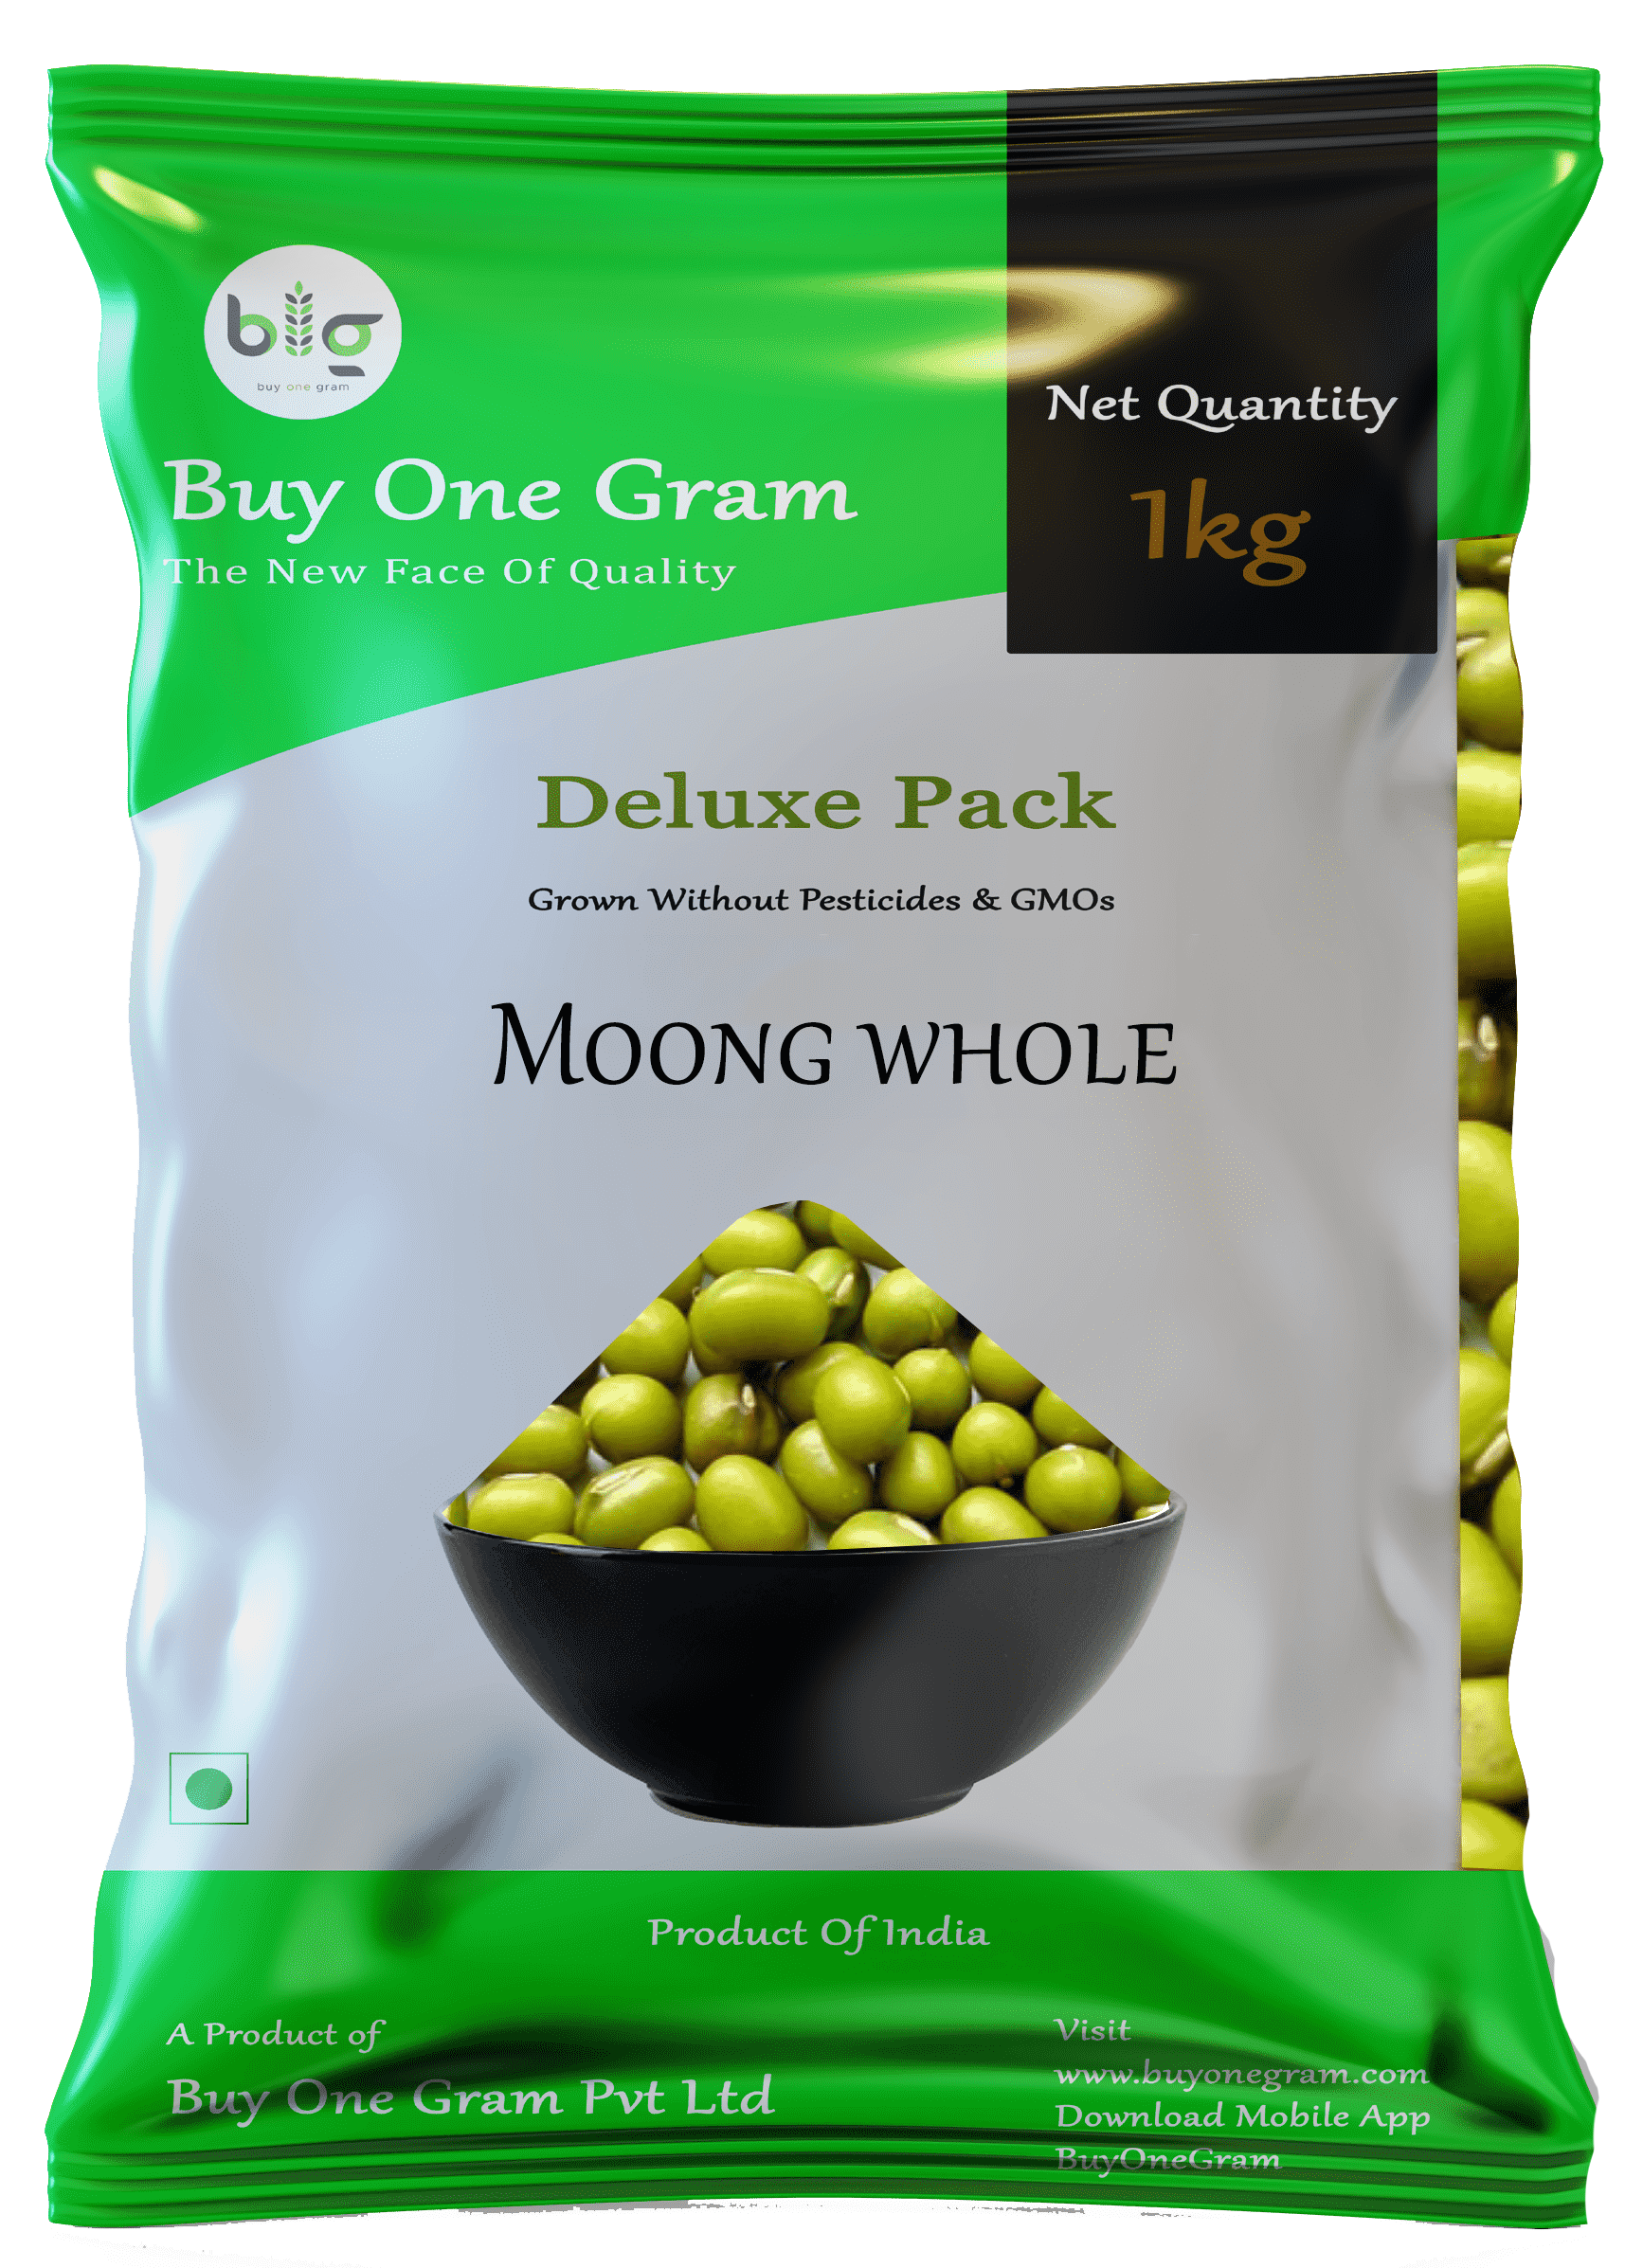 big
buy one gram
Buy One Gram
The New Face Of Quality
Net Quantity
1kg
Deluxe Pack
Grown Without Pesticides & GMOs
Moong whole
Product Of India
A Product of
Buy One Gram Pvt Ltd
Visit
www.buyonegram.com
Download Mobile App
BuyOneGram